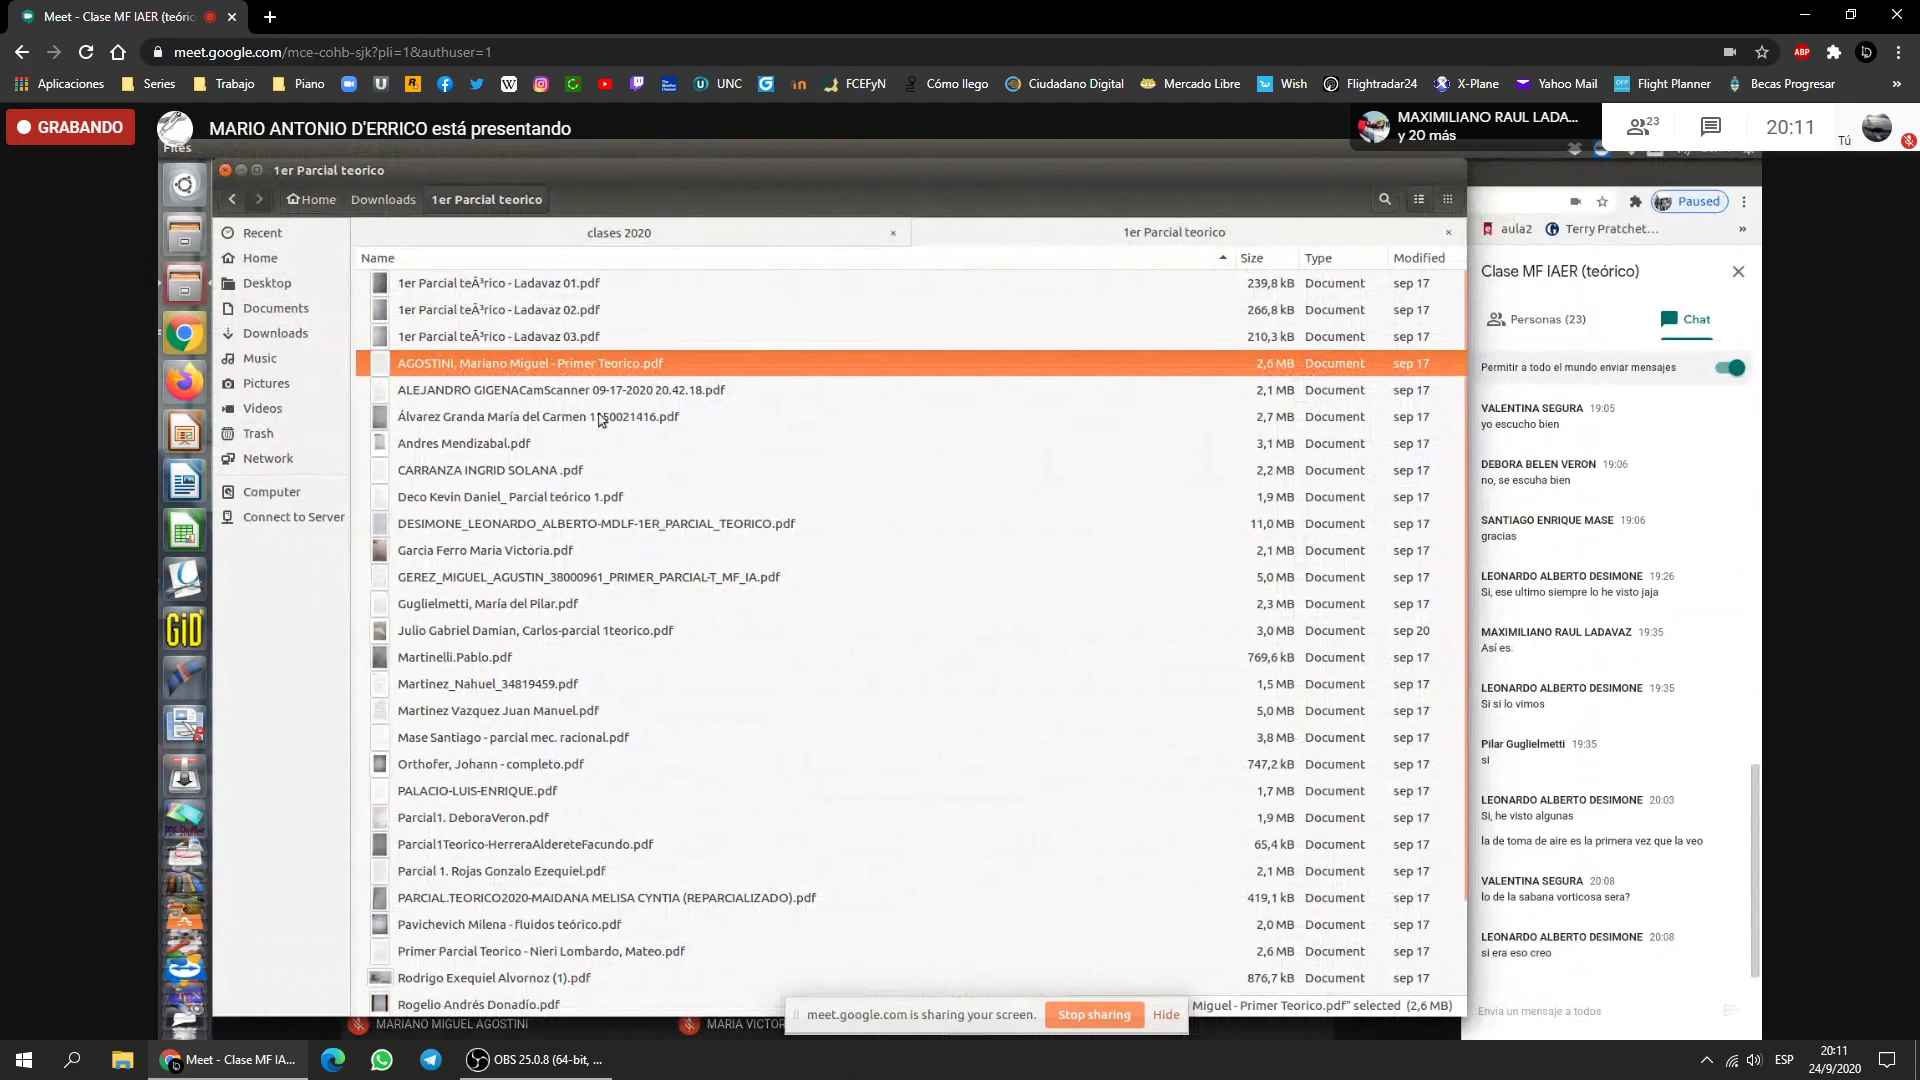 Meet - Clase MF IAER (teóric
meet.google.com/mce-cohb-sjk?pli=1&authuser=1
ABP
Aplicaciones
Series
Trabajo
Piano
UNC
FCEFyN
Cómo llego
Ciudadano Digital
Mercado Libre
Wish
Flightradar24
X-Plane
Yahoo Mail
Flight Planner
Becas Progresar
»
GRABANDO
MARIO ANTONIO D'ERRICO está presentando
MAXIMILIANO RAUL LADA...
y 20 más
23
20:11
Tú
Files
1er Parcial teorico
Home
Downloads
1er Parcial teorico
Recent
Home
Desktop
Documents
Downloads
Music
Pictures
Videos
Trash
Network
Computer
Connect to Server
clases 2020
1er Parcial teorico
Name Size Type Modified
1er Parcial teÃ³rico - Ladavaz 01.pdf 239,8 kB Document sep 17
1er Parcial teÃ³rico - Ladavaz 02.pdf 266,8 kB Document sep 17
1er Parcial teÃ³rico - Ladavaz 03.pdf 210,3 kB Document sep 17
AGOSTINI, Mariano Miguel - Primer Teorico.pdf 2,6 MB Document sep 17
ALEJANDRO GIGENACamScanner 09-17-2020 20.42.18.pdf 2,1 MB Document sep 17
Álvarez Granda María del Carmen 2,7 MB Document sep 17
Andres Mendizabal.pdf 3,1 MB Document sep 17
CARRANZA INGRID SOLANA .pdf 2,2 MB Document sep 17
Deco Kevin Daniel_ Parcial teórico 1.pdf 1,9 MB Document sep 17
DESIMONE_LEONARDO_ALBERTO-MDLF-1ER_PARCIAL_TEORICO.pdf 11,0 MB Document sep 17
Garcia Ferro Maria Victoria.pdf 2,1 MB Document sep 17
GEREZ_MIGUEL_AGUSTIN_38000961_PRIMER_PARCIAL-T_MF_IA.pdf 5,0 MB Document sep 17
Guglielmetti, María del Pilar.pdf 2,3 MB Document sep 17
Julio Gabriel Damian, Carlos-parcial 1teorico.pdf 3,0 MB Document sep 20
Martinelli.Pablo.pdf 769,6 kB Document sep 17
Martinez_Nahuel_34819459.pdf 1,5 MB Document sep 17
Martinez Vazquez Juan Manuel.pdf 5,0 MB Document sep 17
Mase Santiago - parcial mec. racional.pdf 3,8 MB Document sep 17
Orthofer, Johann - completo.pdf 747,2 kB Document sep 17
PALACIO-LUIS-ENRIQUE.pdf 1,7 MB Document sep 17
Parcial1. DeboraVeron.pdf 1,9 MB Document sep 17
Parcial1Teorico-HerreraAldereteFacundo.pdf 65,4 kB Document sep 17
Parcial 1. Rojas Gonzalo Ezequiel.pdf 2,1 MB Document sep 17
PARCIAL.TEORICO2020-MAIDANA MELISA CYNTIA (REPARCIALIZADO).pdf 419,1 kB Document sep 17
Pavichevich Milena - fluidos teórico.pdf 2,0 MB Document sep 17
Primer Parcial Teorico - Nieri Lombardo, Mateo.pdf 2,6 MB Document sep 17
Rodrigo Exequiel Alvornoz (1).pdf 876,7 kB Document sep 17
Rogelio Andrés Donadío.pdf
Miguel - Primer Teorico.pdf" selected (2,6 MB)
meet.google.com is sharing your screen.
Stop sharing
Hide
MARIANO MIGUEL AGOSTINI
MARIA VICTOR
GiD
Paused
aula2
Terry Pratchet...
»
Clase MF IAER (teórico)
Personas (23)
Chat
Permitir a todo el mundo enviar mensajes
VALENTINA SEGURA 19:05
yo escucho bien
DEBORA BELEN VERON 19:06
no, se escuha bien
SANTIAGO ENRIQUE MASE 19:06
gracias
LEONARDO ALBERTO DESIMONE 19:26
Si, ese ultimo siempre lo he visto jaja
MAXIMILIANO RAUL LADAVAZ 19:35
Así es.
LEONARDO ALBERTO DESIMONE 19:35
Si si lo vimos
Pilar Guglielmetti 19:35
si
LEONARDO ALBERTO DESIMONE 20:03
Si, he visto algunas
la de toma de aire es la primera vez que la veo
VALENTINA SEGURA 20:08
lo de la sabana vorticosa sera?
LEONARDO ALBERTO DESIMONE 20:08
si era eso creo
Envía un mensaje a todos
Meet - Clase MF IA...
OBS 25.0.8 (64-bit, ...
ESP
20:11
24/9/2020